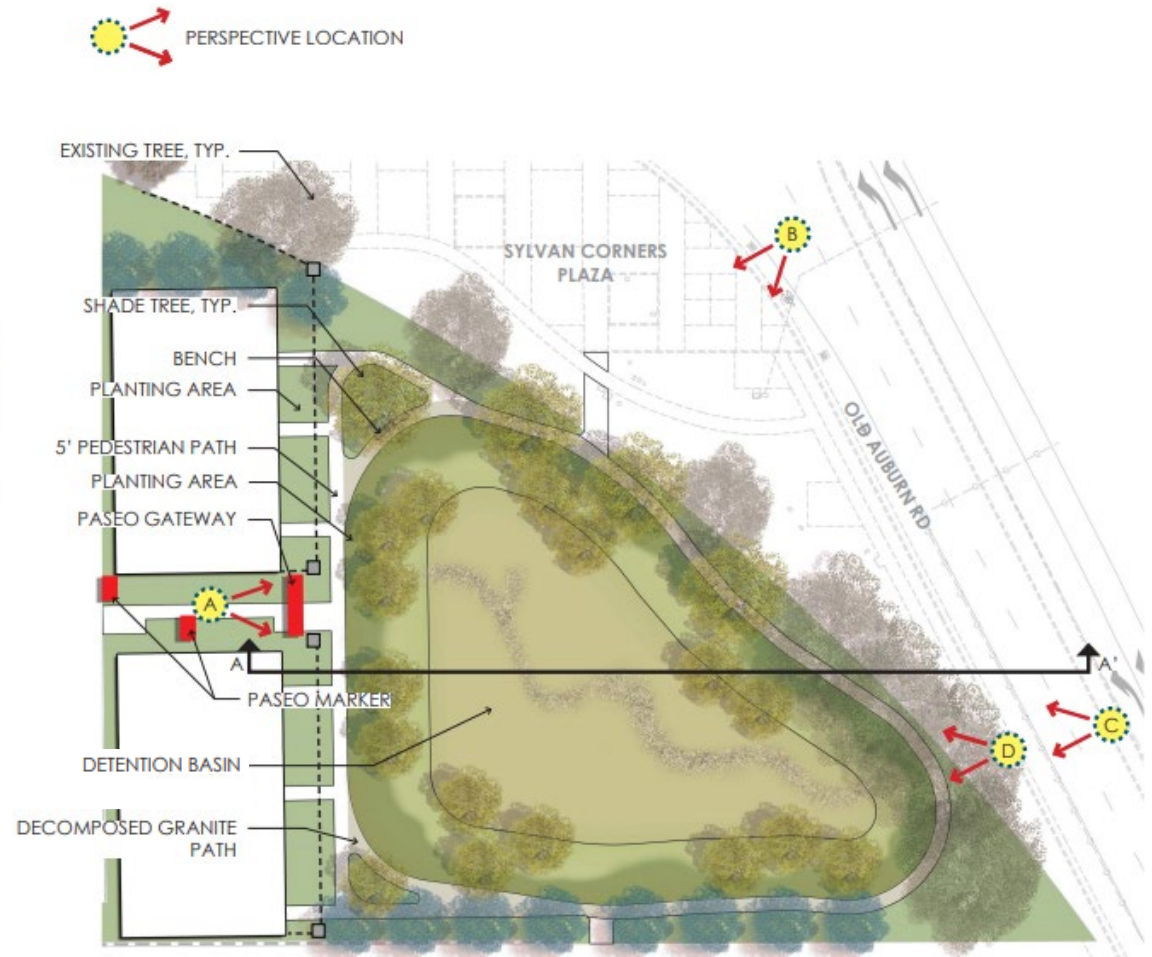 PERSPECTIVE LOCATION
EXISTING TREE, TYP.
SYLVAN CORNERS
PLAZA
B
SHADE TREE, TYP.
BENCH
PLANTING AREA
OLD AUBURN RD
5' PEDESTRIAN PATH
PLANTING AREA
PASEO GATEWAY
A
A
A'
PASEO MARKER
C
D
DETENTION BASIN
DECOMPOSED GRANITE
PATH